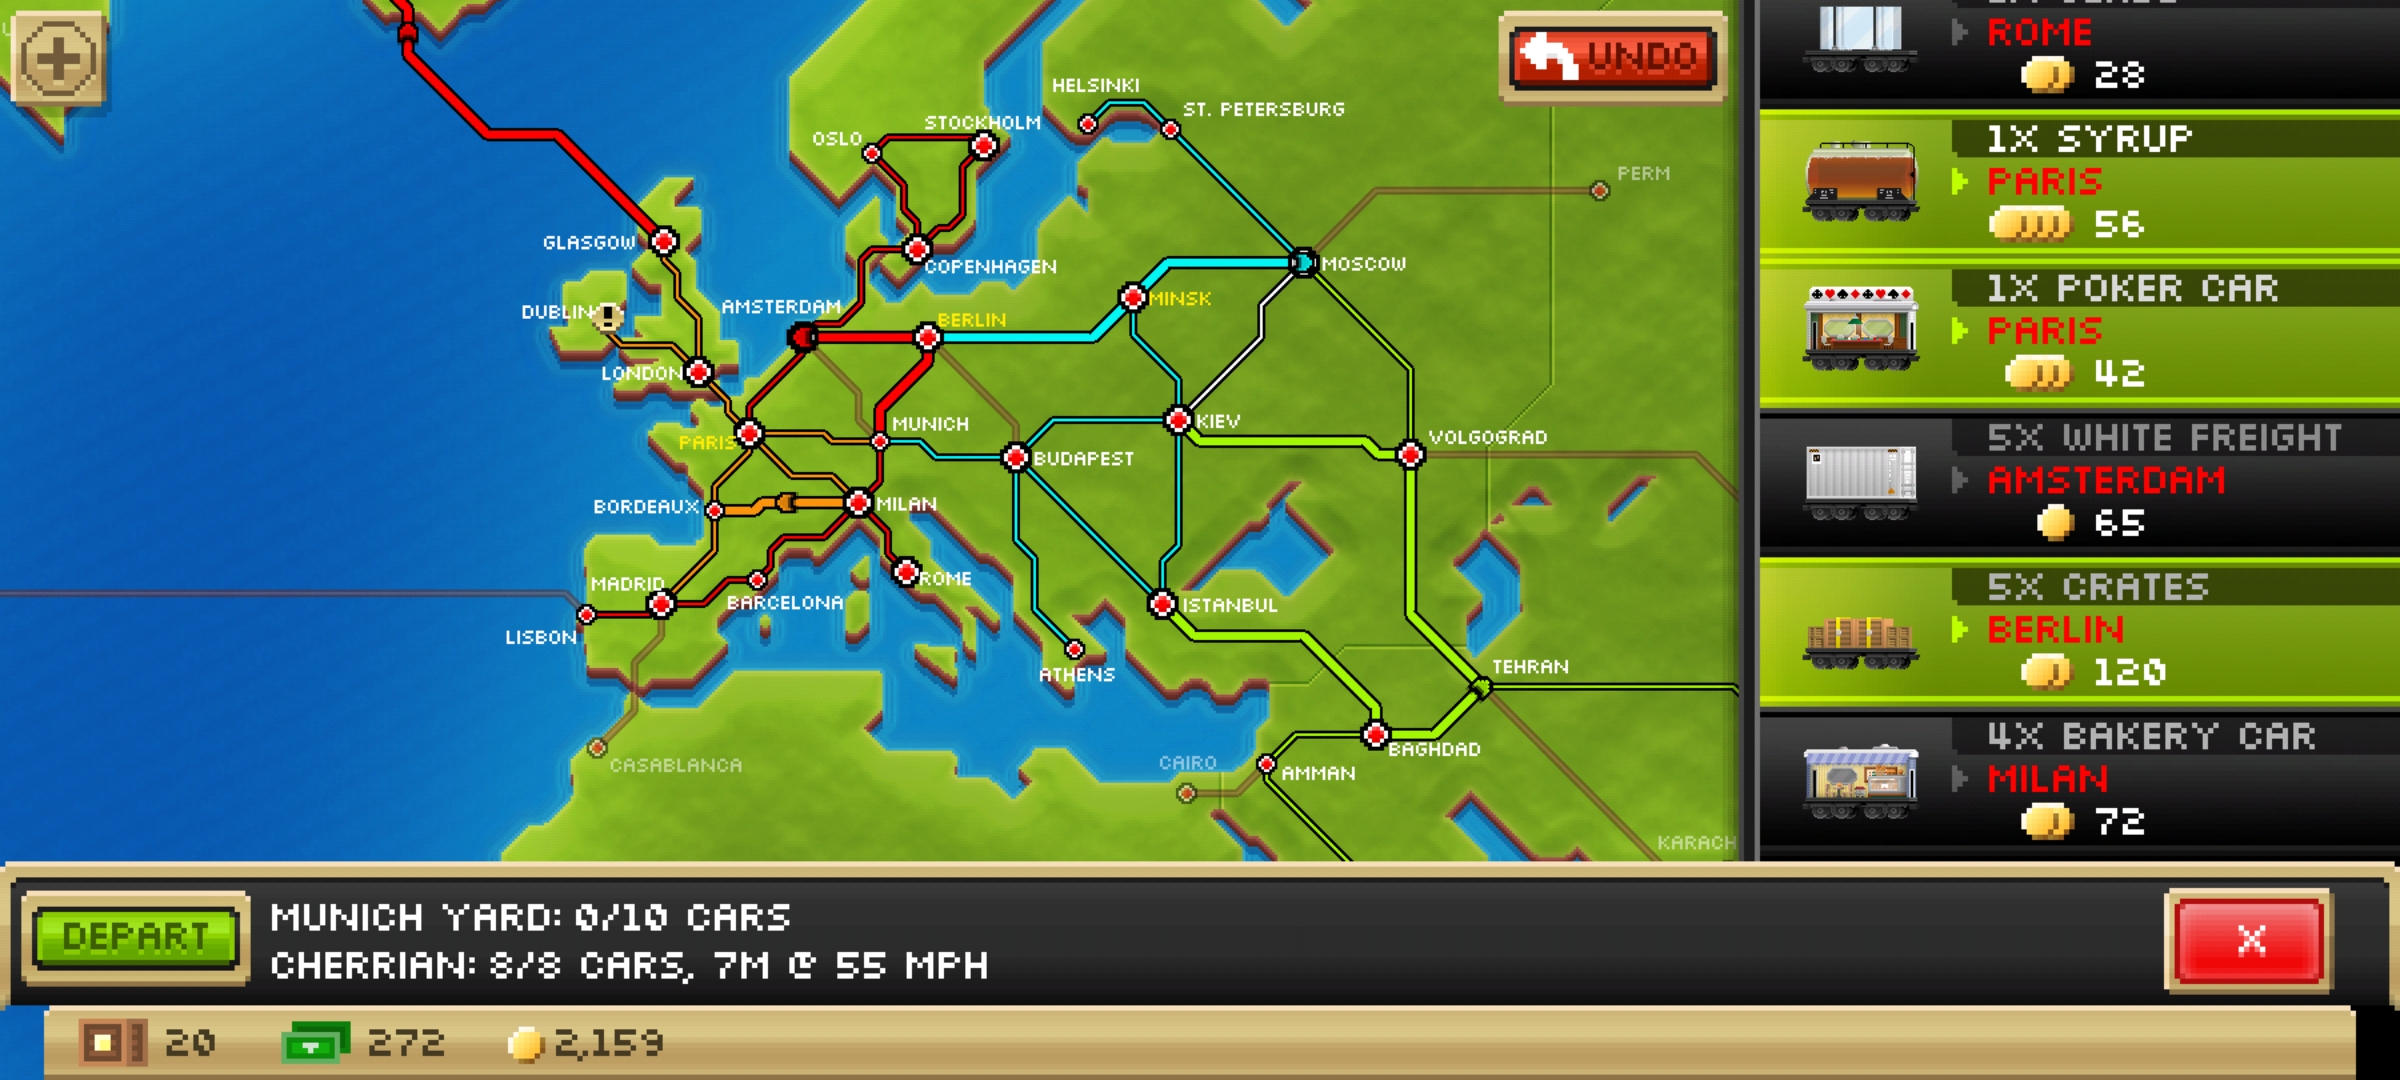 UNDO
HELSINKI
ST. PETERSBURG
STOCKHOLM
OSLO
PERM
GLASGOW
COPENHAGEN
MOSCOW
MINSK
DUBLIN
AMSTERDAM
BERLIN
LONDON
MUNICH
KIEV
PARIS
BUDAPEST
VOLGOGRAD
BORDEAUX
MILAN
MADRID
ROME
BARCELONA
ISTANBUL
LISBON
ATHENS
TEHRAN
CASABLANCA
CAIRO
AMMAN
BAGHDAD
KARACH
ROME
28
1X SYRUP
PARIS
56
1X POKER CAR
PARIS
42
5X WHITE FREIGHT
AMSTERDAM
65
5X CRATES
BERLIN
120
4X BAKERY CAR
MILAN
72
DEPART
MUNICH YARD: 0/10 CARS
CHERRIAN: 8/8 CARS, 7M @ 55 MPH
X
20
272
2,159